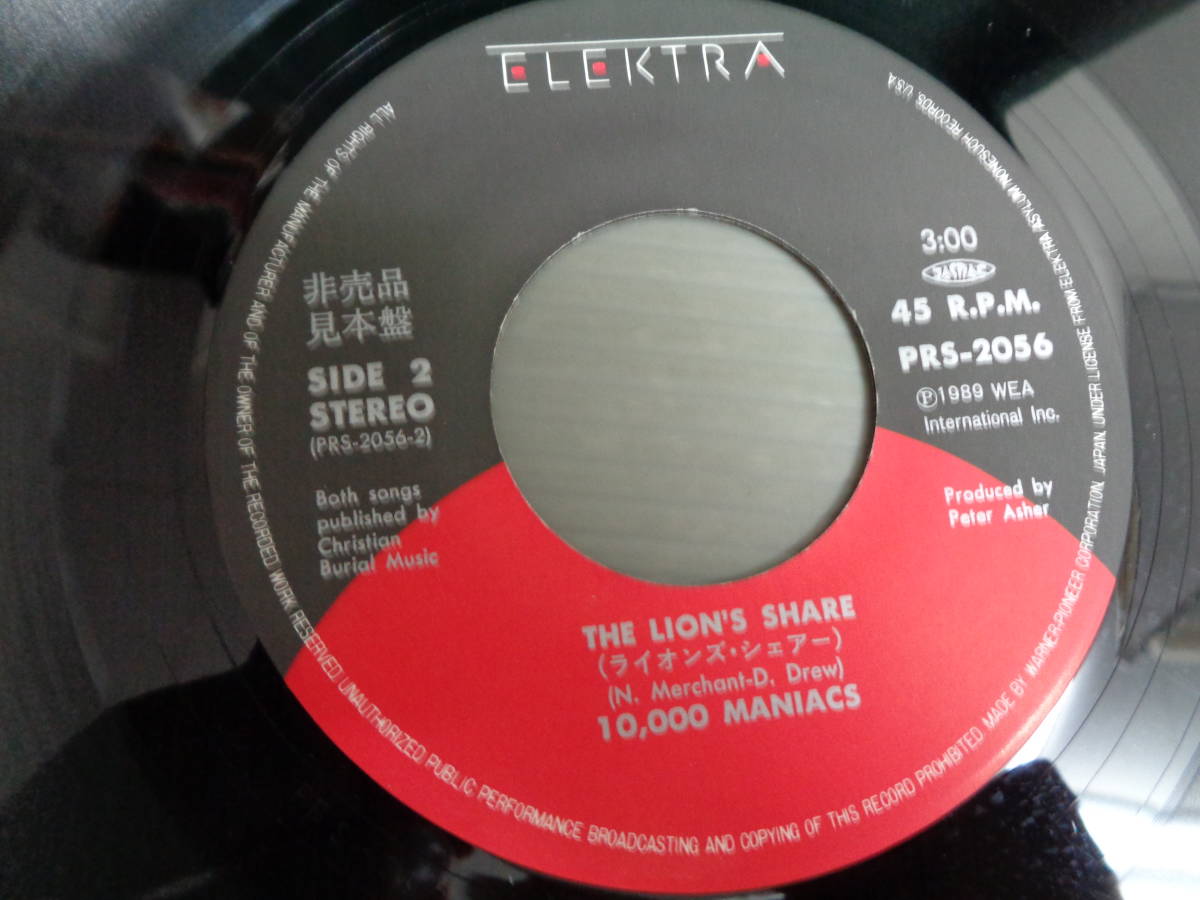 ELEKTRA
非売品
見本盤
SIDE 2
STEREO
(PRS-2056-2)
Both songs
published by
Christian
Burial Music
3:00
45 R.P.M.
PRS-2056
Ⓟ1989 WEA
International Inc.
Produced by
Peter Asher
THE LION'S SHARE
(ライオンズ・シェアー)
(N. Merchant-D. Drew)
10,000 MANIACS
ALL RIGHTS OF THE MANUFACTURER AND OF THE OWNER OF THE RECORDED WORK RESERVED. UNAUTHORIZED PUBLIC PERFORMANCE BROADCASTING AND COPYING OF THIS RECORD PROHIBITED. MADE BY WARNER-PIONEER CORPORATION, JAPAN, UNDER LICENSE FROM ELEKTRA ASYLUM NONESUCH RECORDS, U.S.A